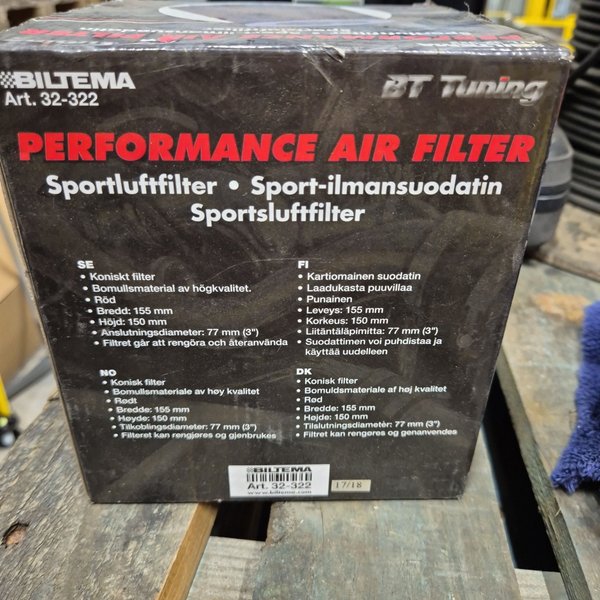 BILTEMA
Art. 32-322
BT Tuning
PERFORMANCE AIR FILTER
Sportluftfilter • Sport-ilmansuodatin
Sportsluftfilter
SE
• Koniskt filter
• Bomullsmaterial av högkvalitet.
• Röd
• Bredd: 155 mm
• Höjd: 150 mm
• Anslutningsdiameter: 77 mm (3")
• Filtret går att rengöra och återanvända
FI
• Kartiomainen suodatin
• Laadukasta puuvillaa
• Punainen
• Leveys: 155 mm
• Korkeus: 150 mm
• Liitäntäläpimitta: 77 mm (3")
• Suodattimen voi puhdistaa ja
käyttää uudelleen
NO
• Konisk filter
• Bomullsmateriale av høy kvalitet
• Rødt
• Bredde: 155 mm
• Høyde: 150 mm
• Tilkoblingsdiameter: 77 mm (3")
• Filteret kan rengjøres og gjenbrukes
DK
• Konisk filter
• Bomuldsmateriale af høj kvalitet
• Rød
• Bredde: 155 mm
• Højde: 150 mm
• Tilslutningsdiameter: 77 mm (3")
• Filtret kan rengøres og genanvendes
BILTEMA
Art. 32-322
www.biltema.com
17/18